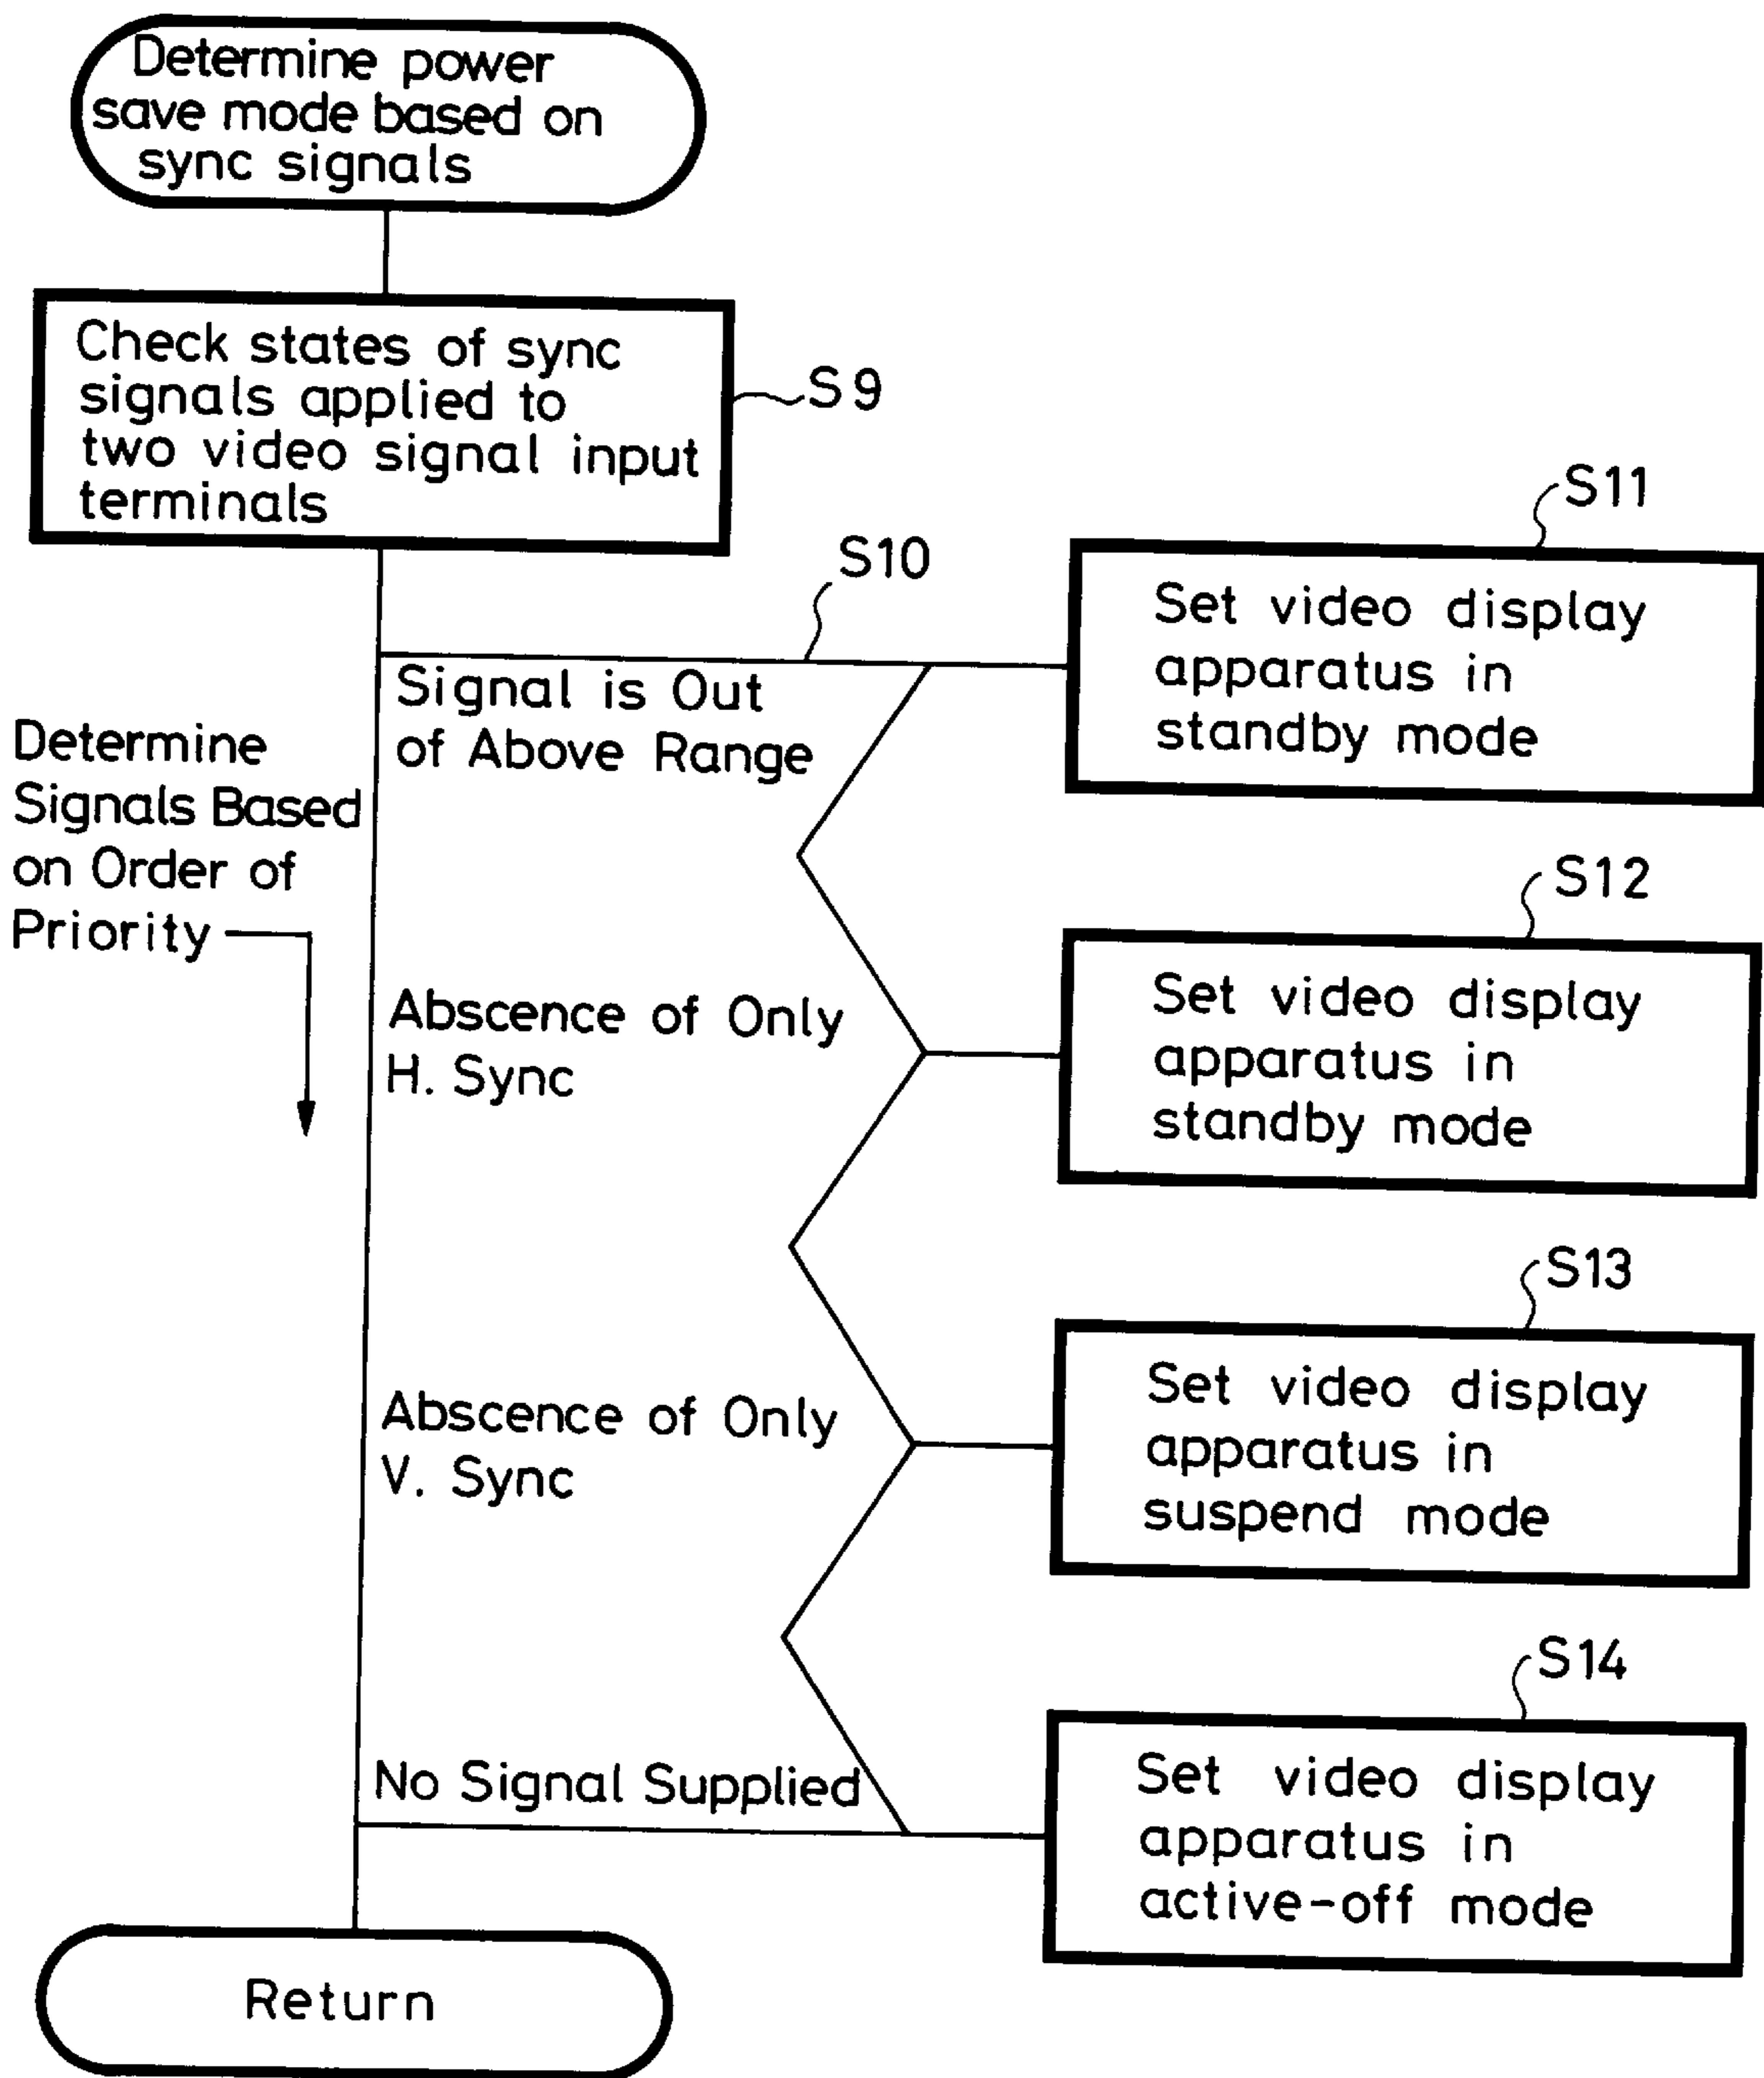 Determine power
save mode based on
sync signals
Check states of sync
signals applied to
two video signal input
terminals
S9
S10
S11
Set video display
apparatus in
standby mode
Signal is Out
of Above Range
Determine
Signals Based
on Order of
Priority
S12
Set video display
apparatus in
standby mode
Abscence of Only
H. Sync
S13
Set video display
apparatus in
suspend mode
Abscence of Only
V. Sync
S14
Set video display
apparatus in
active-off mode
No Signal Supplied
Return